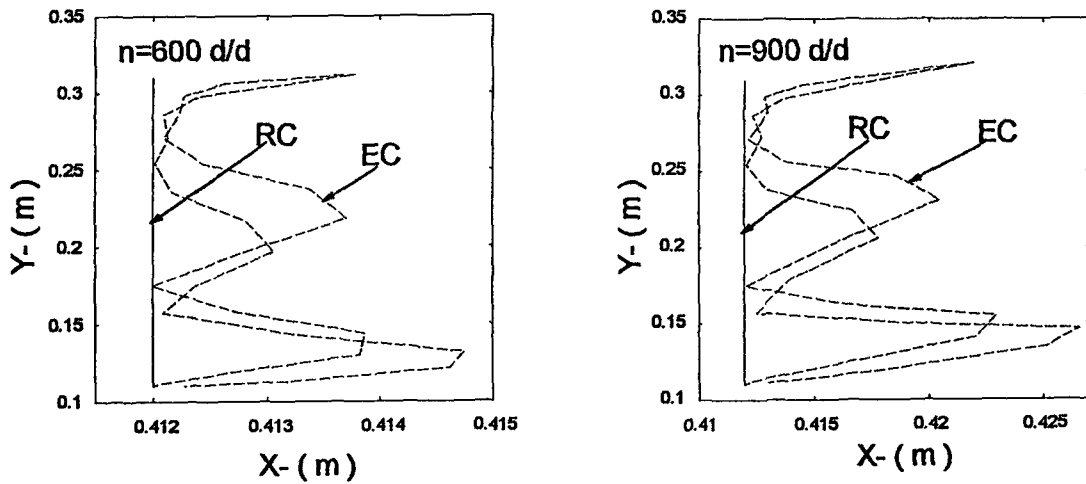 0.35
n=600 d/d
0.3
RC
EC
0.25
Y- ( m )
0.2
0.15
0.1
0.412
0.413
0.414
0.415
X- ( m )
0.35
n=900 d/d
0.3
RC
EC
0.25
Y- ( m )
0.2
0.15
0.1
0.41
0.415
0.42
0.425
X- ( m )